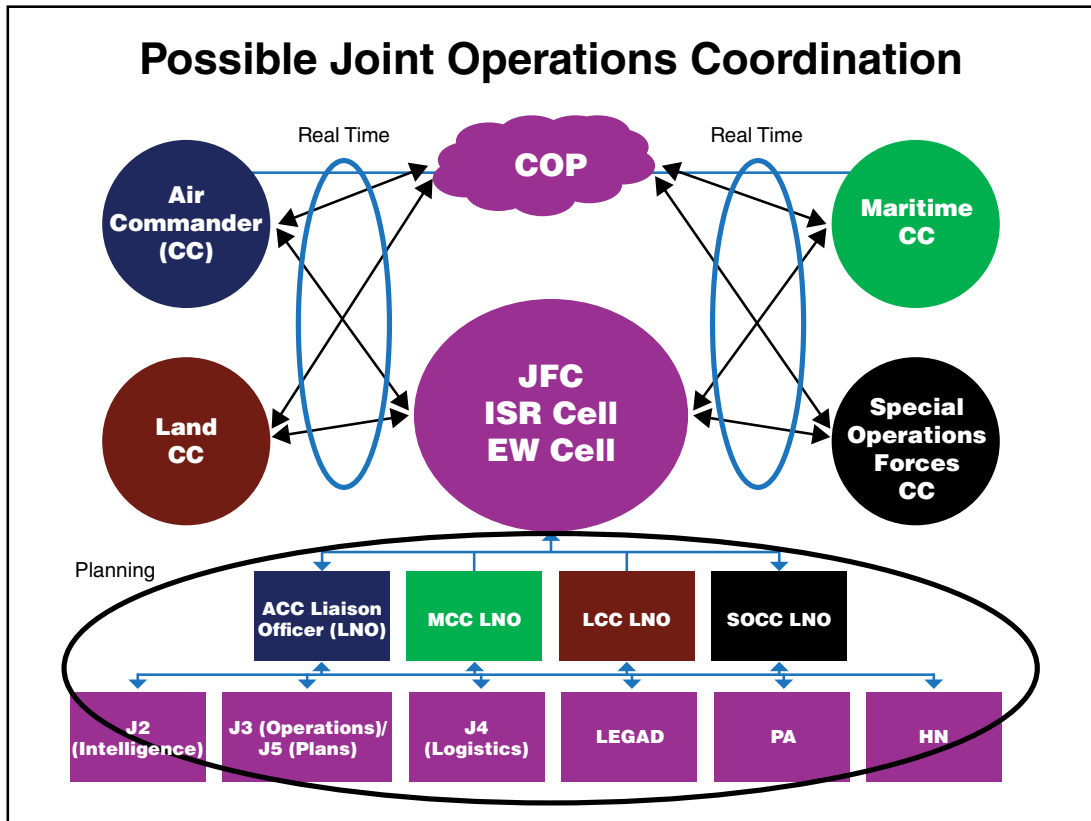 Possible Joint Operations Coordination
Real Time
Real Time
COP
Air
Commander
(CC)
Maritime
CC
JFC
ISR Cell
EW Cell
Land
CC
Special
Operations
Forces
CC
Planning
ACC Liaison
Officer (LNO)
MCC LNO
LCC LNO
SOCC LNO
J2
(Intelligence)
J3 (Operations)/
J5 (Plans)
J4
(Logistics)
LEGAD
PA
HN